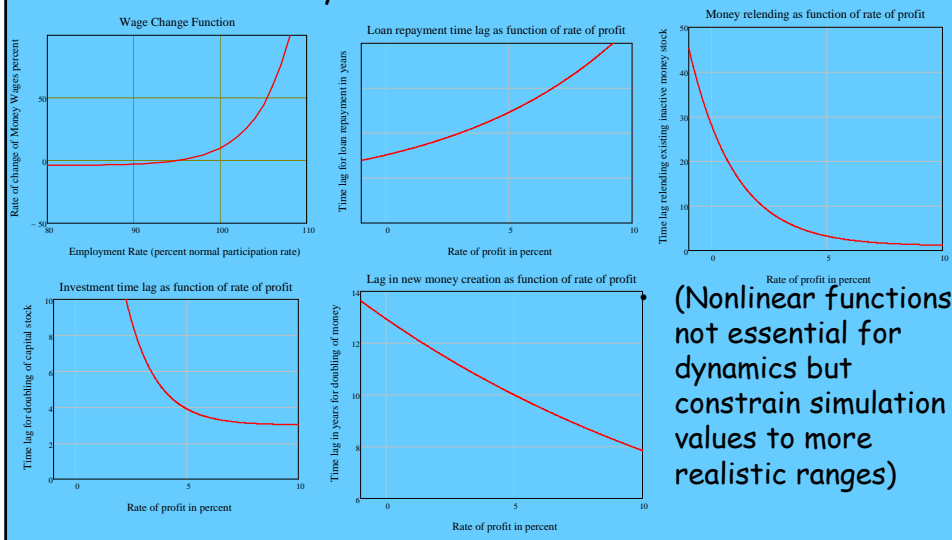 Wage Change Function
Rate of change of Money Wages percent
50
0
– 50
80
90
100
110
Employment Rate (percent normal participation rate)
Loan repayment time lag as function of rate of profit
Time lag for loan repayment in years
0
5
10
Rate of profit in percent
Money relending as function of rate of profit
Time lag relending existing inactive money stock
50
40
30
20
10
0
0
5
10
Rate of profit in percent
Investment time lag as function of rate of profit
Time lag for doubling of capital stock
10
8
6
4
2
0
0
5
10
Rate of profit in percent
Lag in new money creation as function of rate of profit
Time lag in years for doubling of money
14
12
10
8
6
0
5
10
Rate of profit in percent
(Nonlinear functions
not essential for
dynamics but
constrain simulation
values to more
realistic ranges)